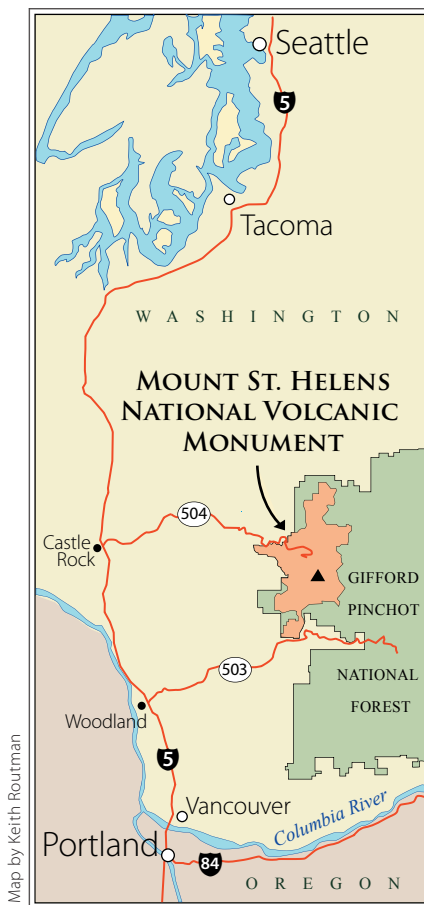 Seattle
5
Tacoma
WASHINGTON
MOUNT ST. HELENS
NATIONAL VOLCANIC
MONUMENT
504
Castle
Rock
GIFFORD
PINCHOT
503
NATIONAL
FOREST
Woodland
5
Vancouver
Columbia River
Portland
84
OREGON
Map by Keith Routman